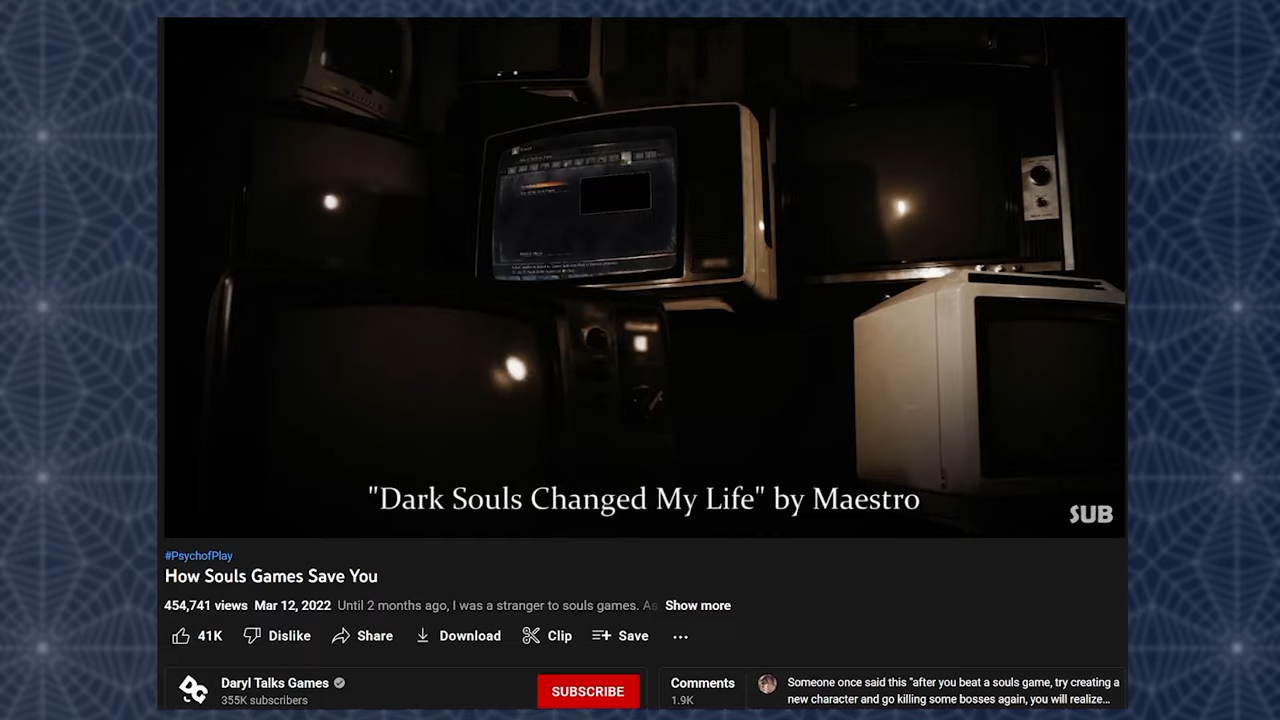 "Dark Souls Changed My Life" by Maestro
SUB
#PsychofPlay
How Souls Games Save You
454,741 views Mar 12, 2022 Until 2 months ago, I was a stranger to souls games. As Show more
41K Dislike Share Download Clip Save ...
Daryl Talks Games
355K subscribers
SUBSCRIBE
Comments
1.9K
Someone once said this "after you beat a souls game, try creating a
new character and go killing some bosses again, you will realize...